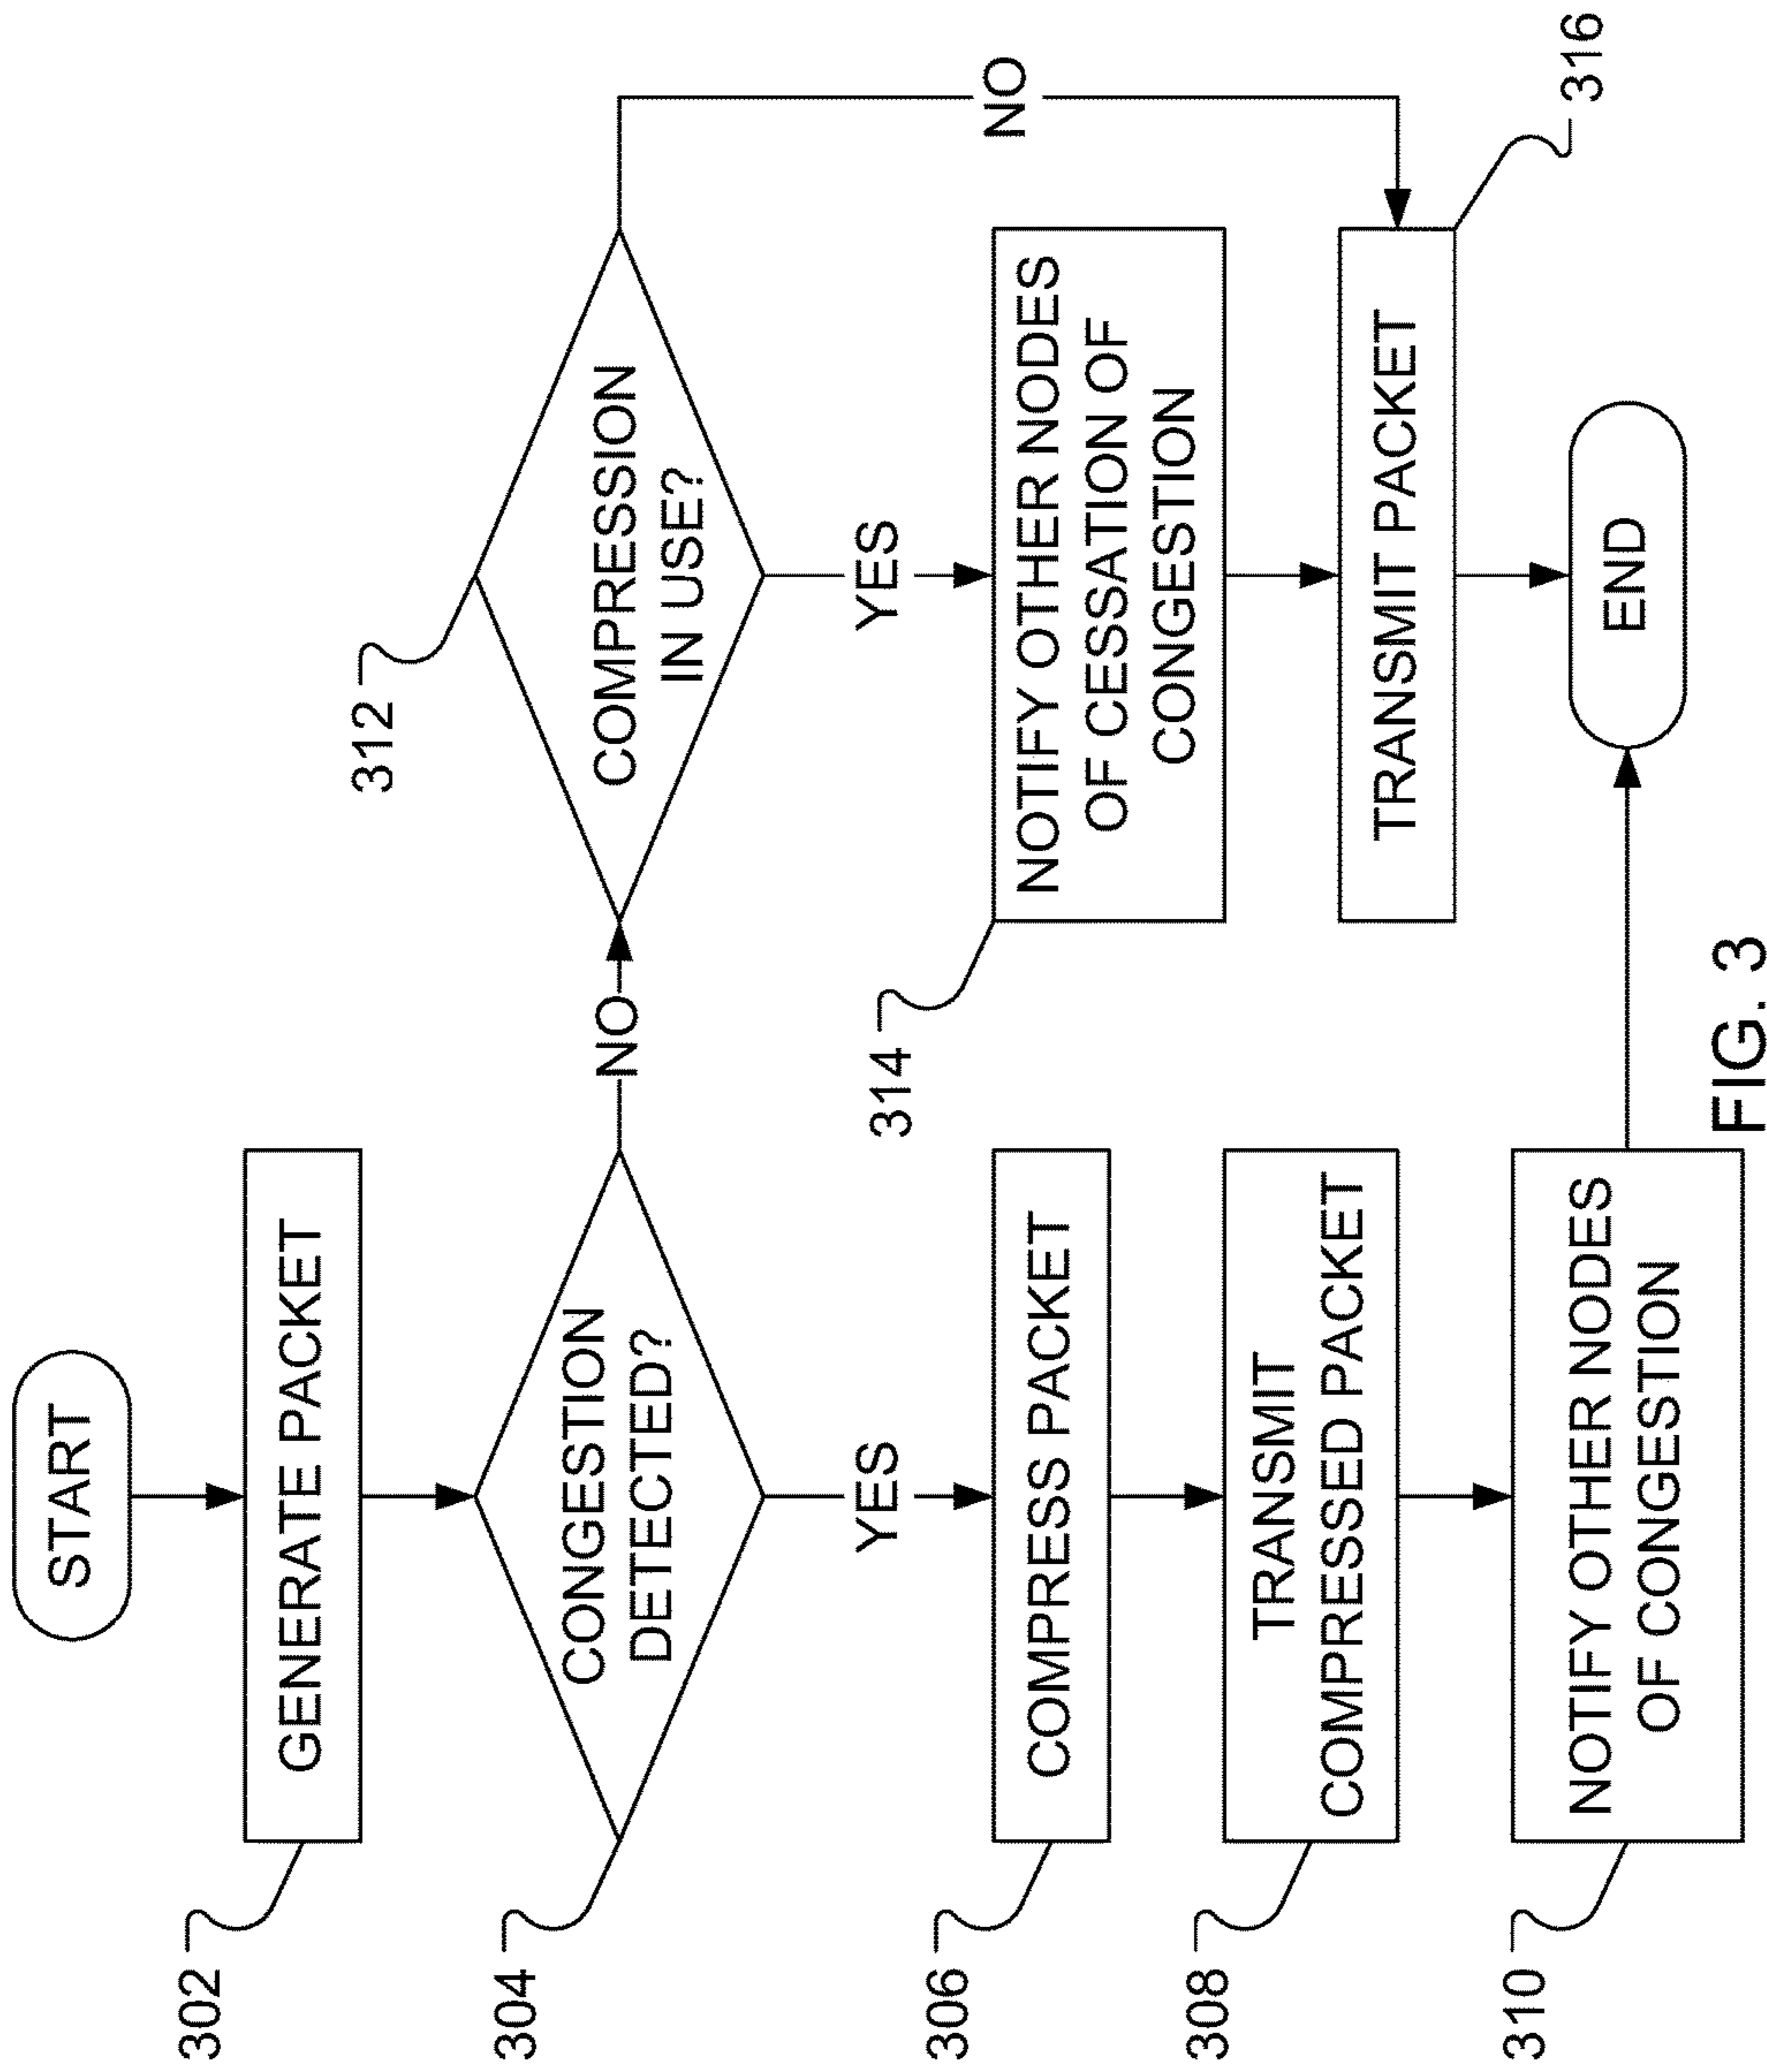 START
302
GENERATE PACKET
304
CONGESTION
DETECTED?
NO
YES
306
COMPRESS PACKET
308
TRANSMIT
COMPRESSED PACKET
310
NOTIFY OTHER NODES
OF CONGESTION
312
COMPRESSION
IN USE?
NO
YES
314
NOTIFY OTHER NODES
OF CESSATION OF
CONGESTION
TRANSMIT PACKET
316
END
FIG. 3